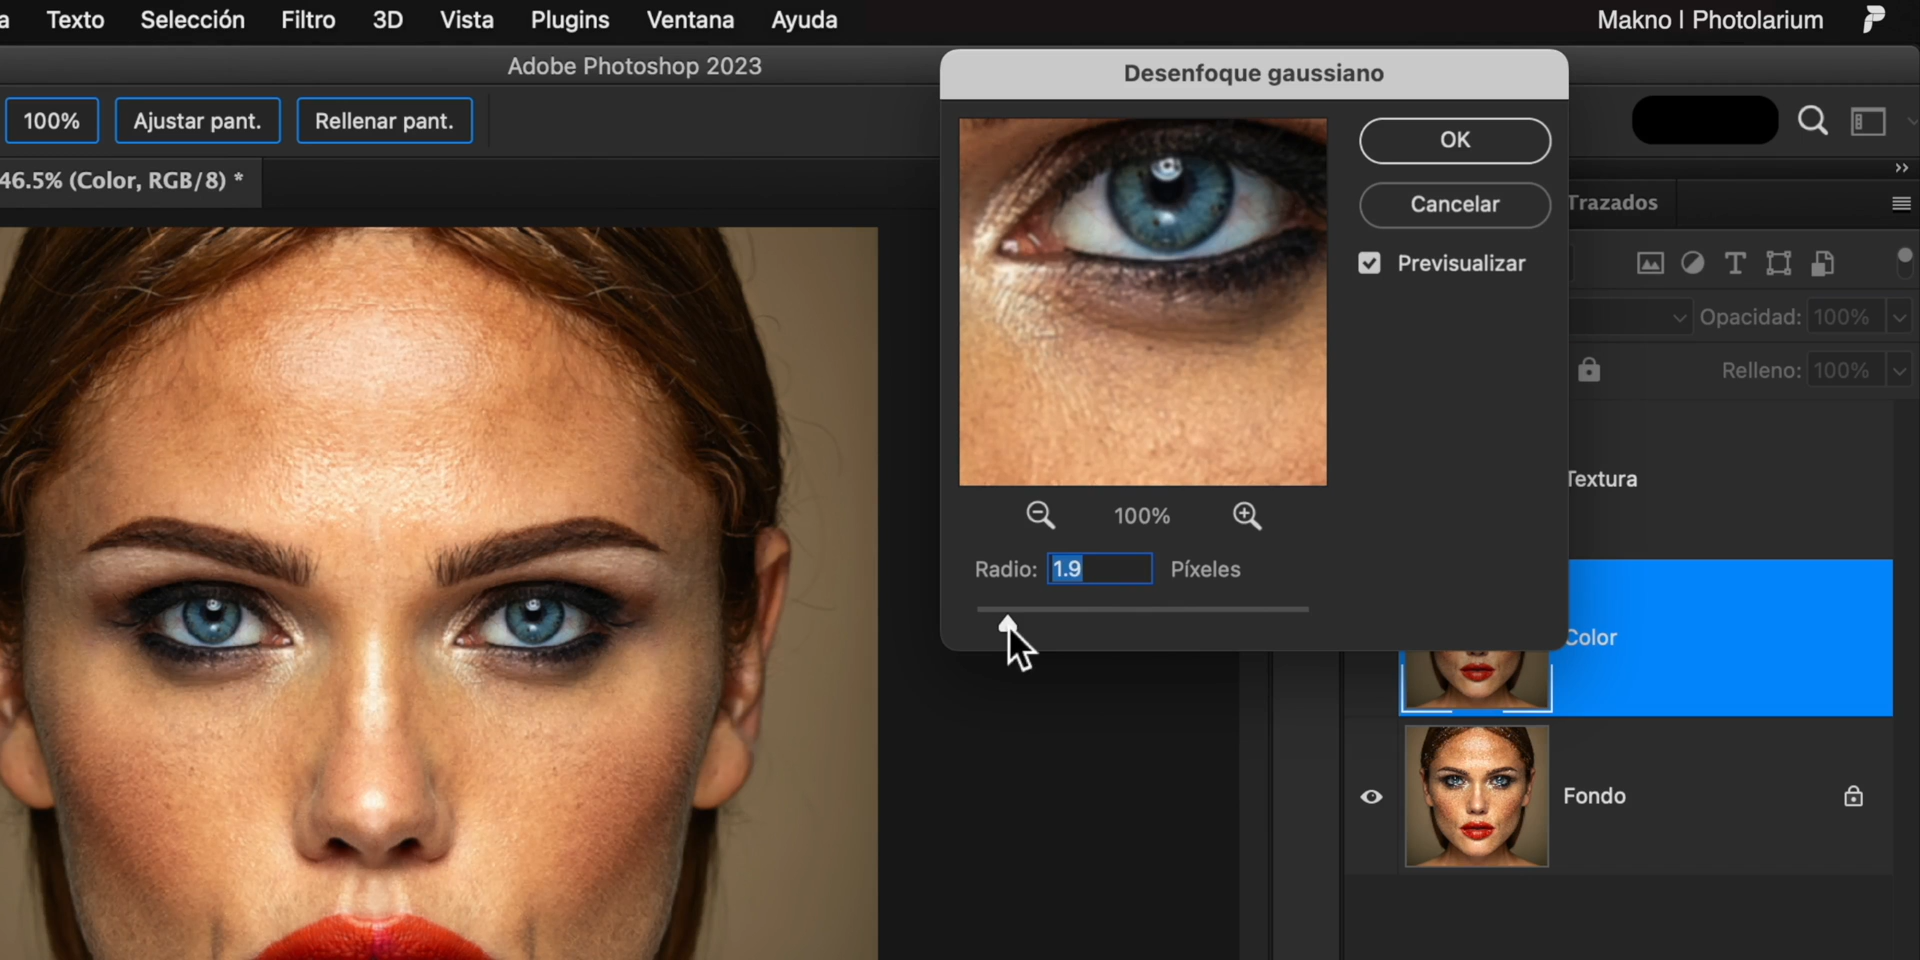 a Texto Selección Filtro 3D Vista Plugins Ventana Ayuda Makno | Photolarium
Adobe Photoshop 2023
Desenfoque gaussiano
100% Ajustar pant. Rellenar pant.
OK
46.5% (Color, RGB/8) *
Cancelar
Trazados
Previsualizar
Opacidad: 100%
Relleno: 100%
Textura
100%
Radio: 1.9 Píxeles
Color
Fondo